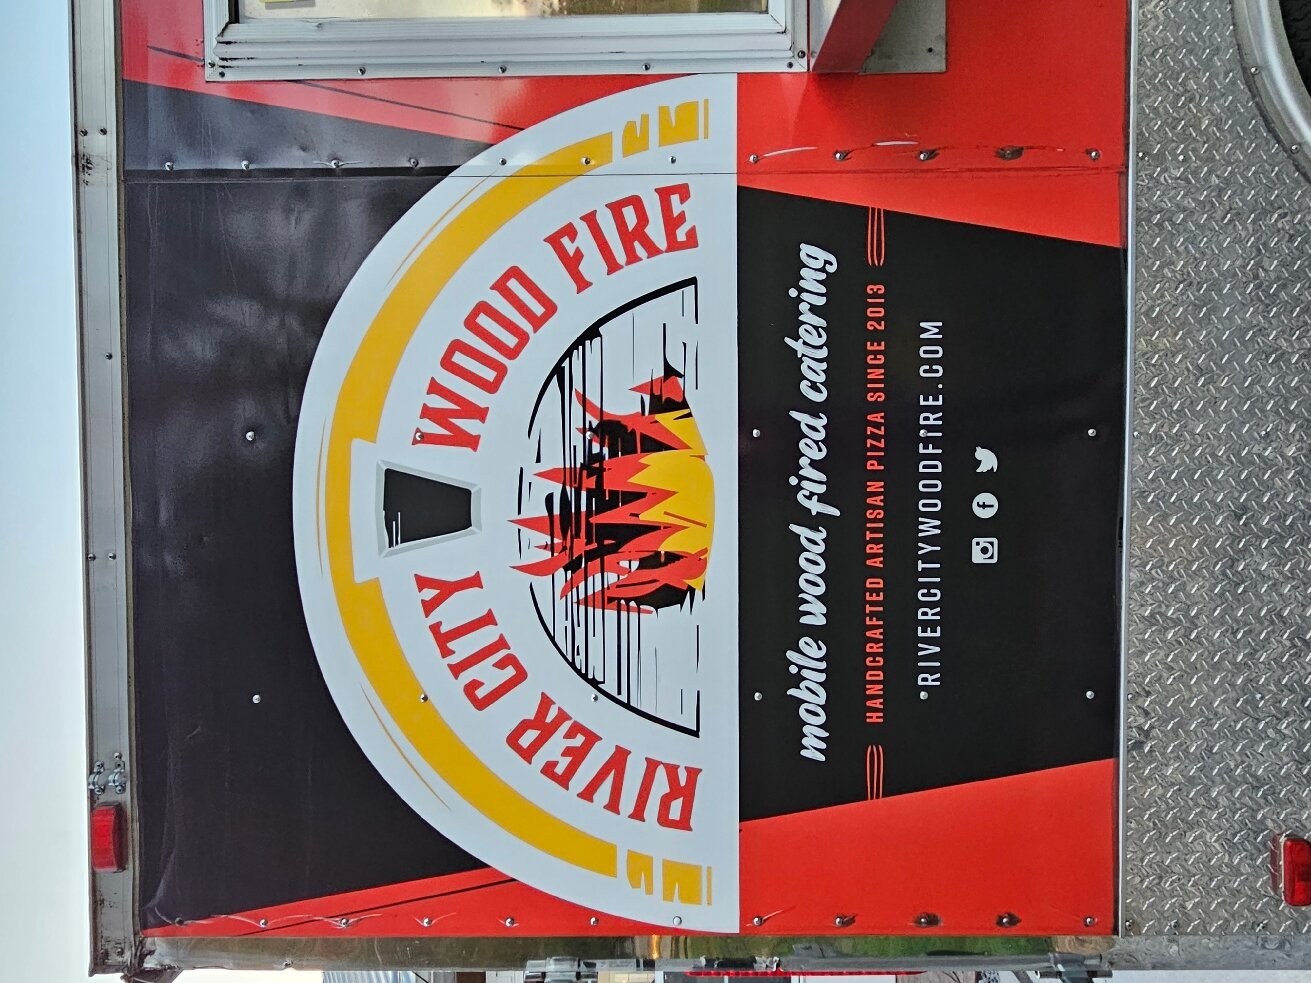 RIVER CITY WOOD FIRE
mobile wood fired catering
HANDCRAFTED ARTISAN PIZZA SINCE 2013
RIVERCITYWOODFIRE.COM